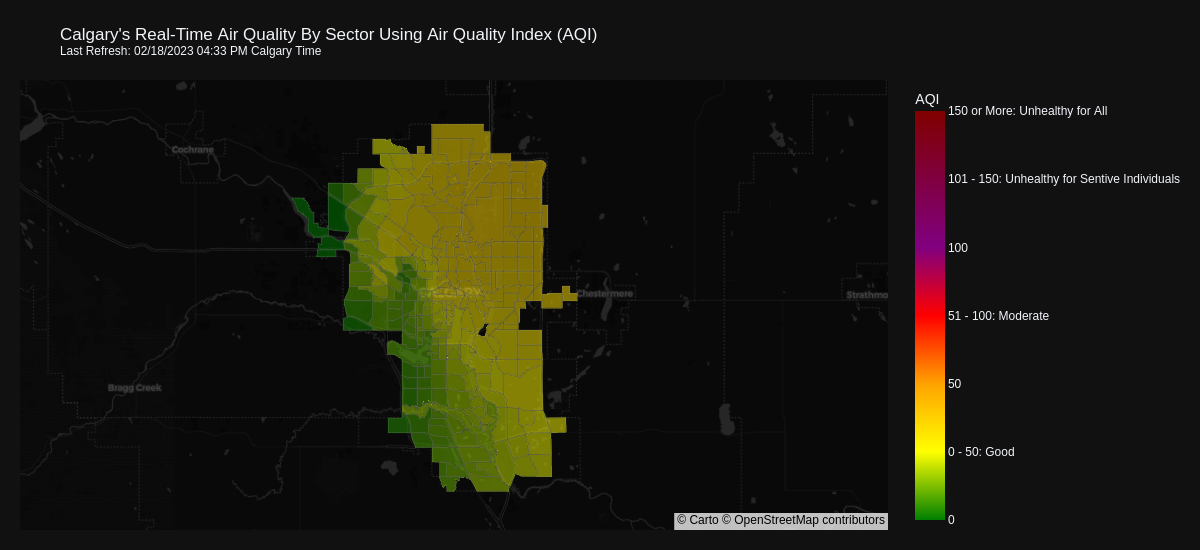 Calgary's Real-Time Air Quality By Sector Using Air Quality Index (AQI)
Last Refresh: 02/18/2023 04:33 PM Calgary Time
AQI
150 or More: Unhealthy for All
101 - 150: Unhealthy for Sentive Individuals
100
51 - 100: Moderate
50
0 - 50: Good
0
Cochrane
CALGARY
Chestermere
Strathmo
Bragg Creek
© Carto © OpenStreetMap contributors